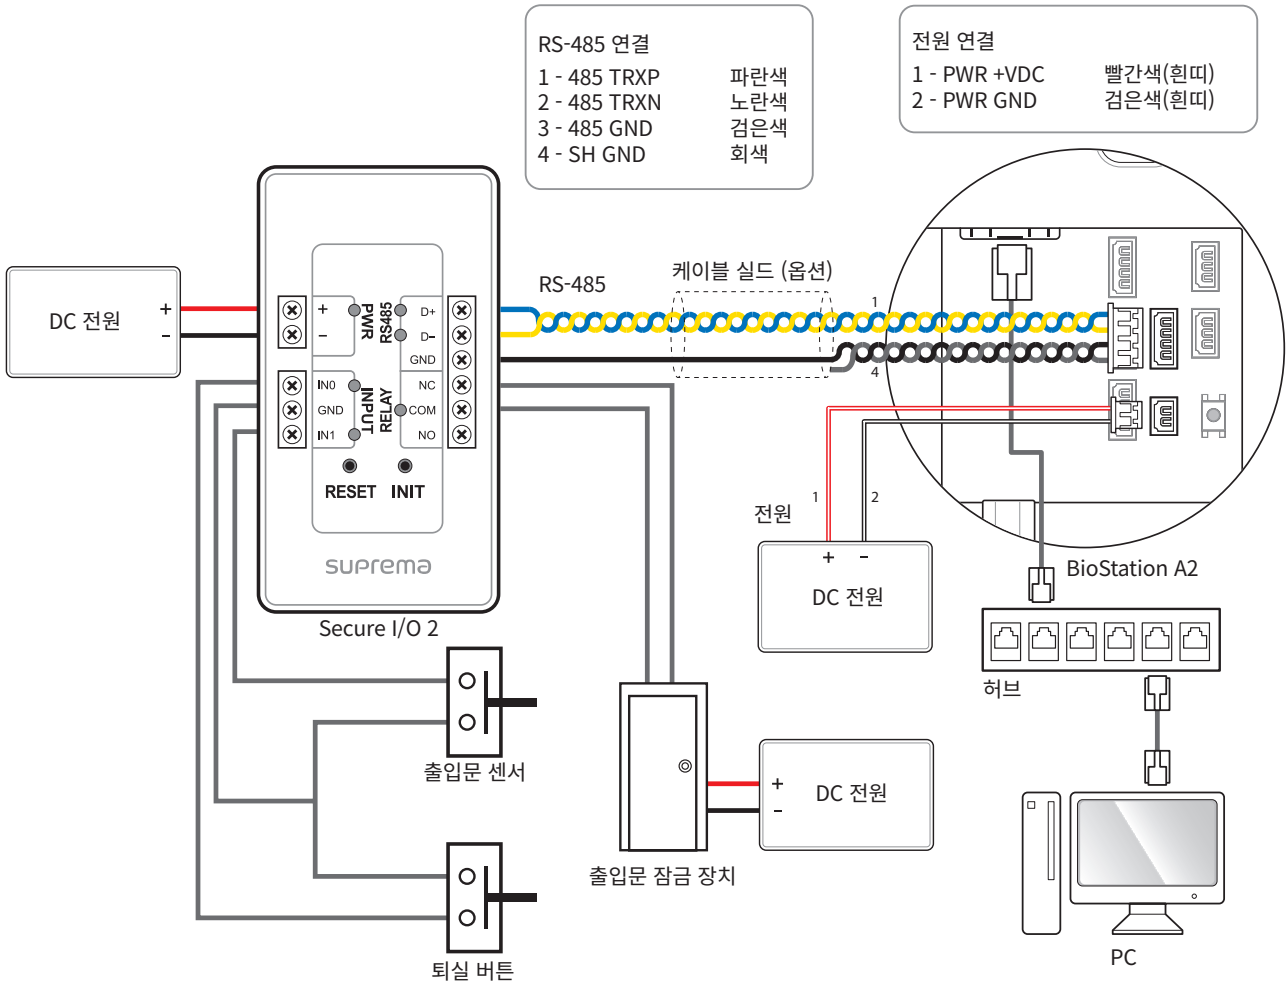 RS-485 연결
1 - 485 TRXP 파란색
2 - 485 TRXN 노란색
3 - 485 GND 검은색
4 - SH GND 회색
전원 연결
1 - PWR +VDC 빨간색(흰띠)
2 - PWR GND 검은색(흰띠)
DC 전원
+
−
+
−
PWR
RS485
D+
D−
GND
IN0
GND
IN1
INPUT
RELAY
NC
COM
NO
RESET INIT
suprema
Secure I/O 2
RS-485
케이블 실드 (옵션)
1
4
1
2
전원
+ −
DC 전원
BioStation A2
허브
출입문 센서
퇴실 버튼
출입문 잠금 장치
+
−
DC 전원
PC